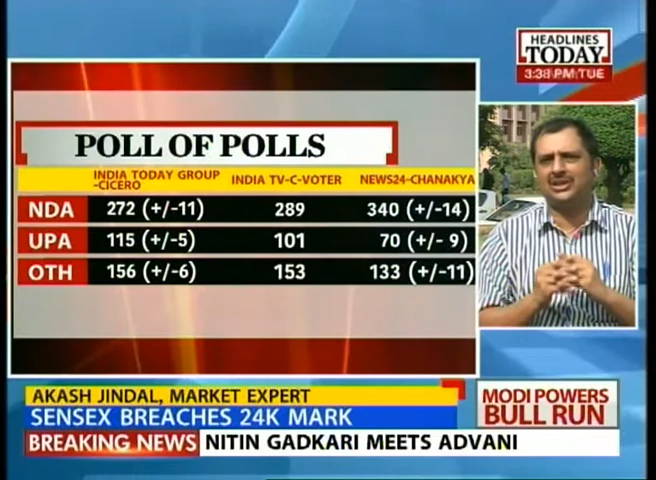 HEADLINES
TODAY
3:38 PM TUE
POLL OF POLLS
INDIA TODAY GROUP
-CICERO
INDIA TV-C-VOTER
NEWS24-CHANAKYA
NDA 272 (+/-11) 289 340 (+/-14)
UPA 115 (+/-5) 101 70 (+/- 9)
OTH 156 (+/-6) 153 133 (+/-11)
AKASH JINDAL, MARKET EXPERT
SENSEX BREACHES 24K MARK
MODI POWERS
BULL RUN
BREAKING NEWS NITIN GADKARI MEETS ADVANI